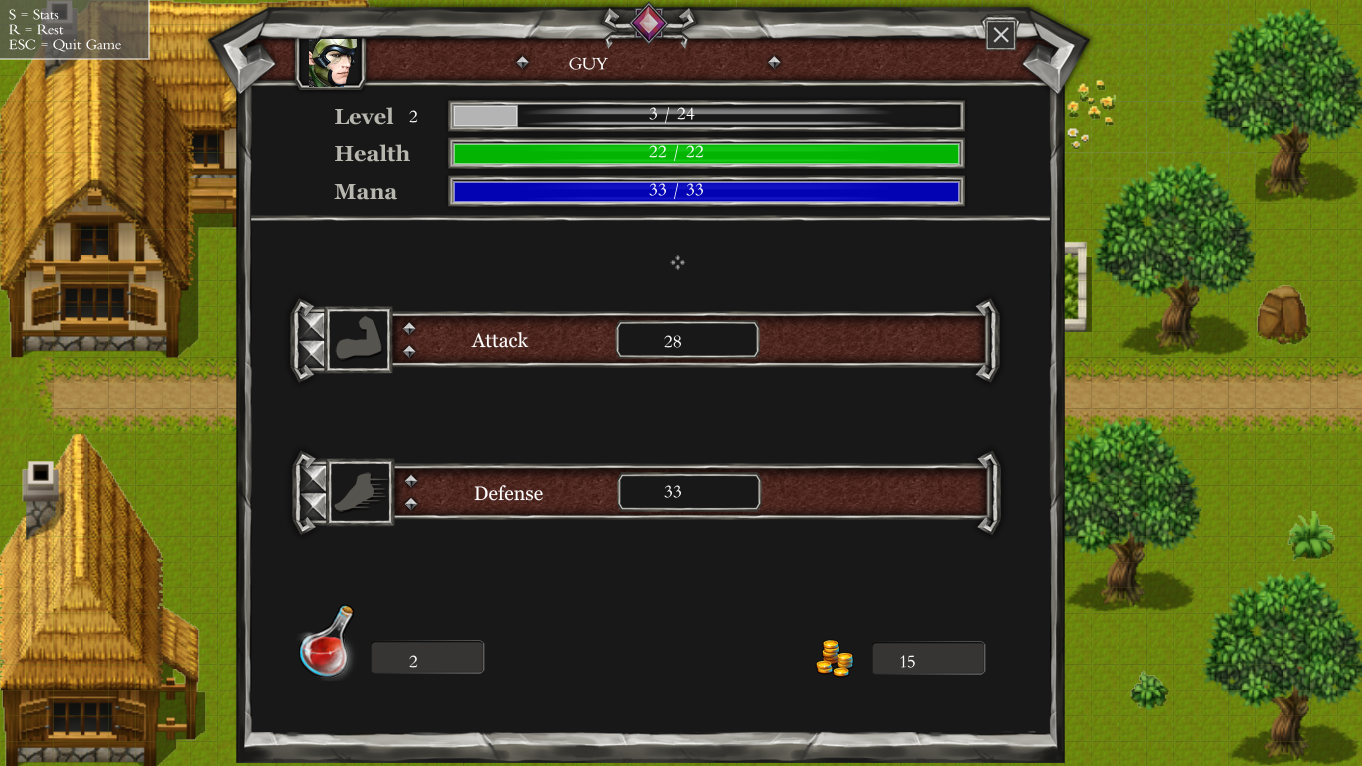 S = Stats
R = Rest
ESC = Quit Game
GUY
Level 2 3 / 24
Health 22 / 22
Mana 33 / 33
Attack 28
Defense 33
2 15